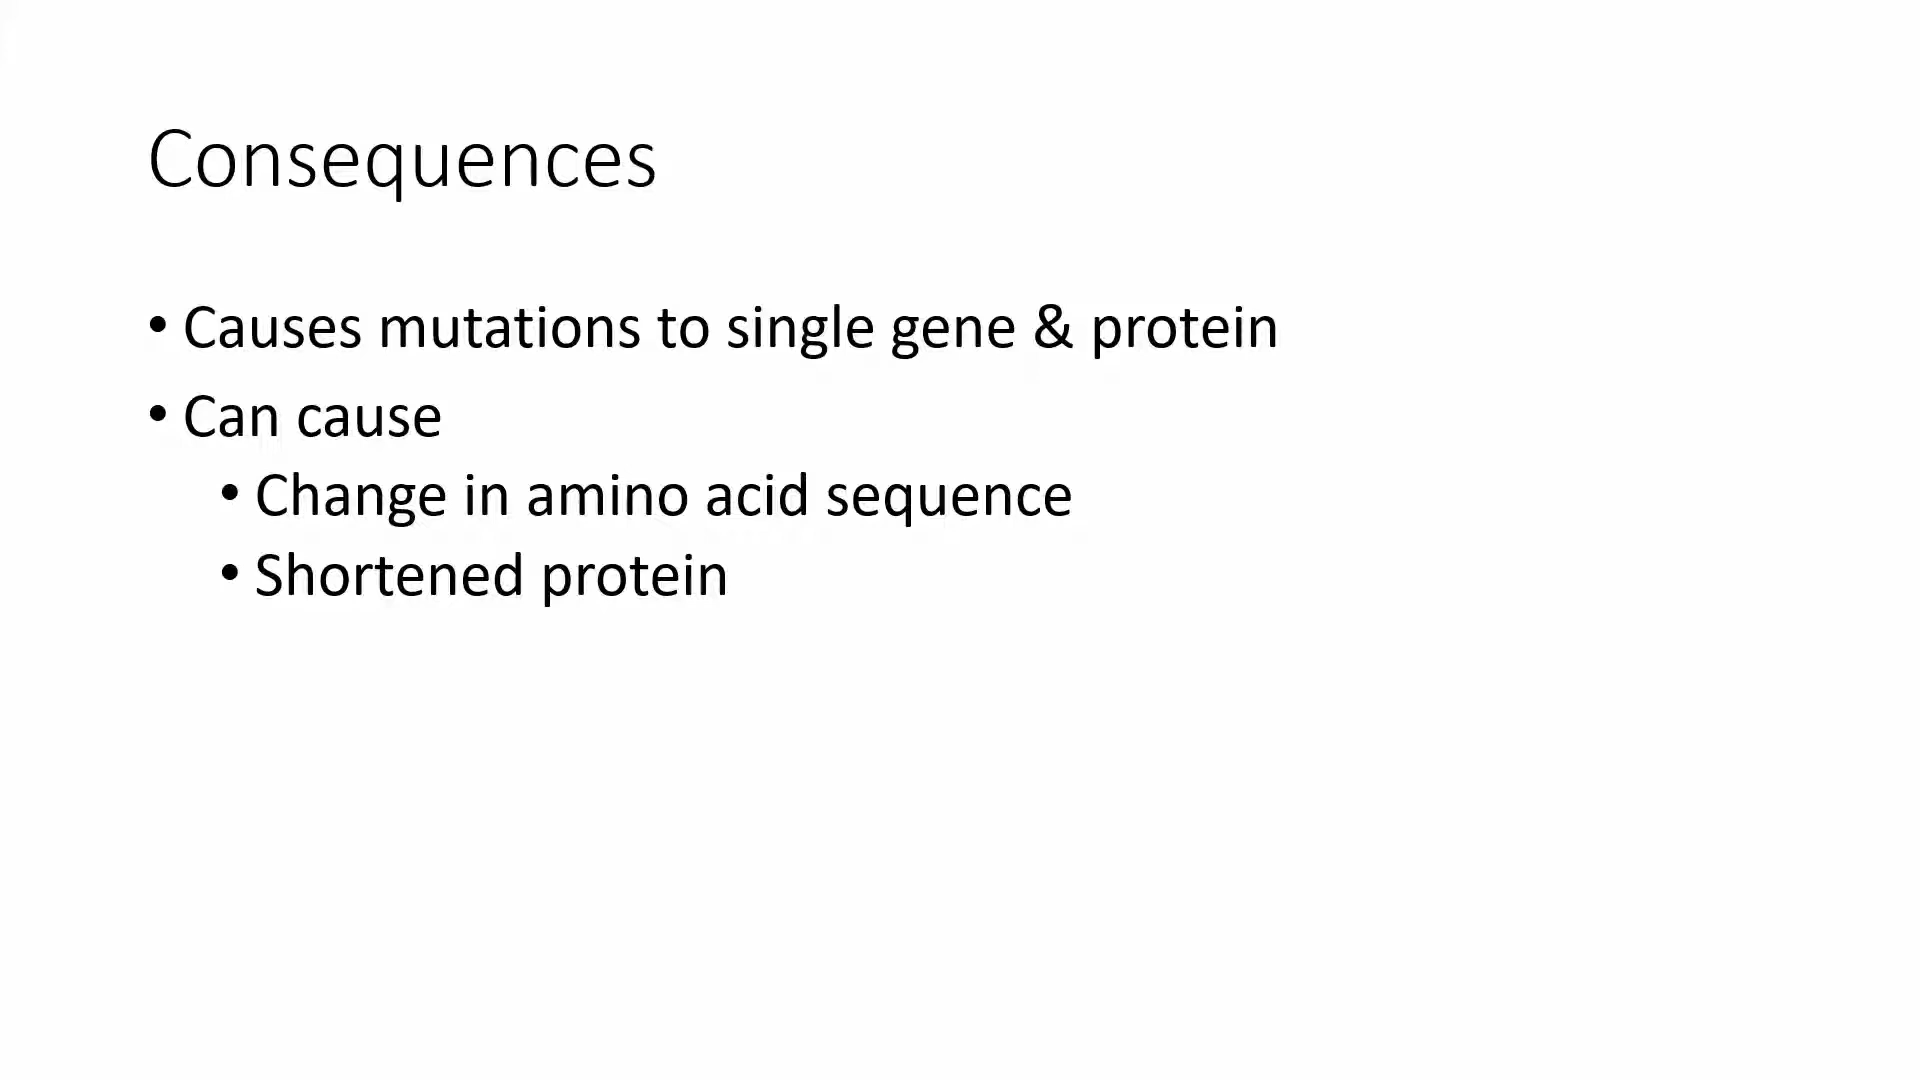 Consequences
• Causes mutations to single gene & protein
• Can cause
• Change in amino acid sequence
• Shortened protein